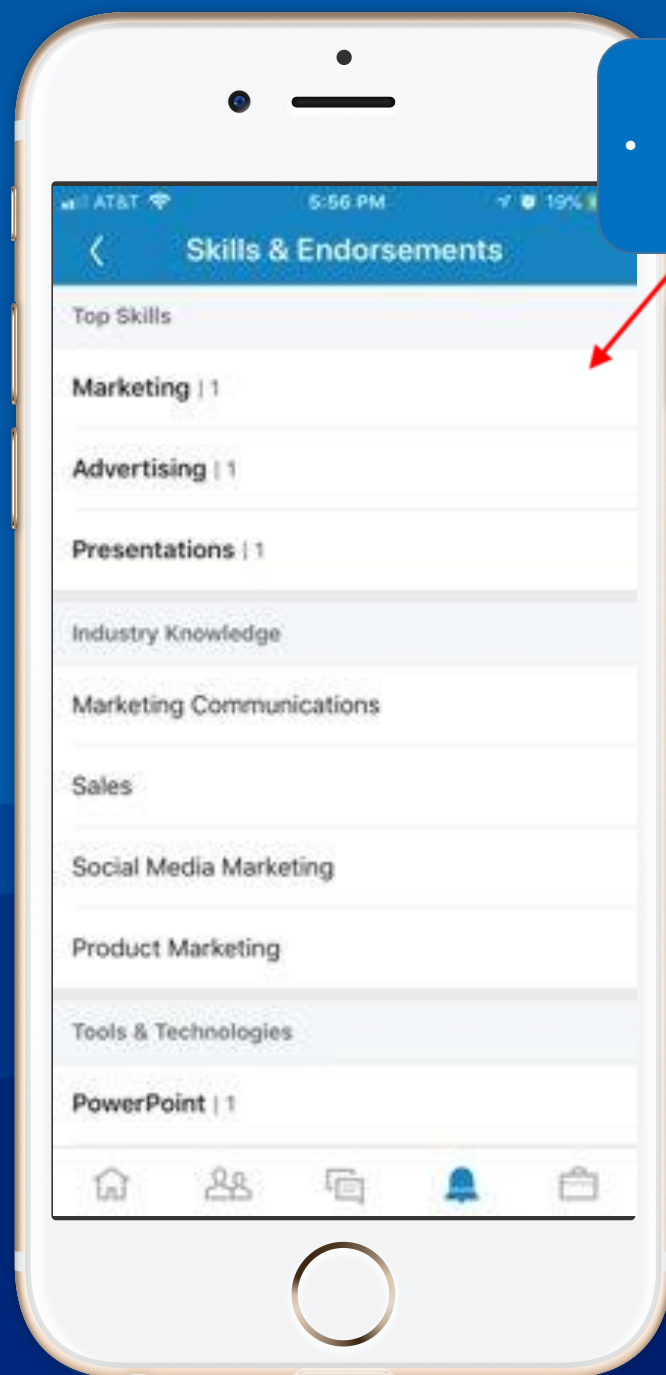 AT&T 5:56 PM 19%
Skills & Endorsements
Top Skills
Marketing | 1
Advertising | 1
Presentations | 1
Industry Knowledge
Marketing Communications
Sales
Social Media Marketing
Product Marketing
Tools & Technologies
PowerPoint | 1